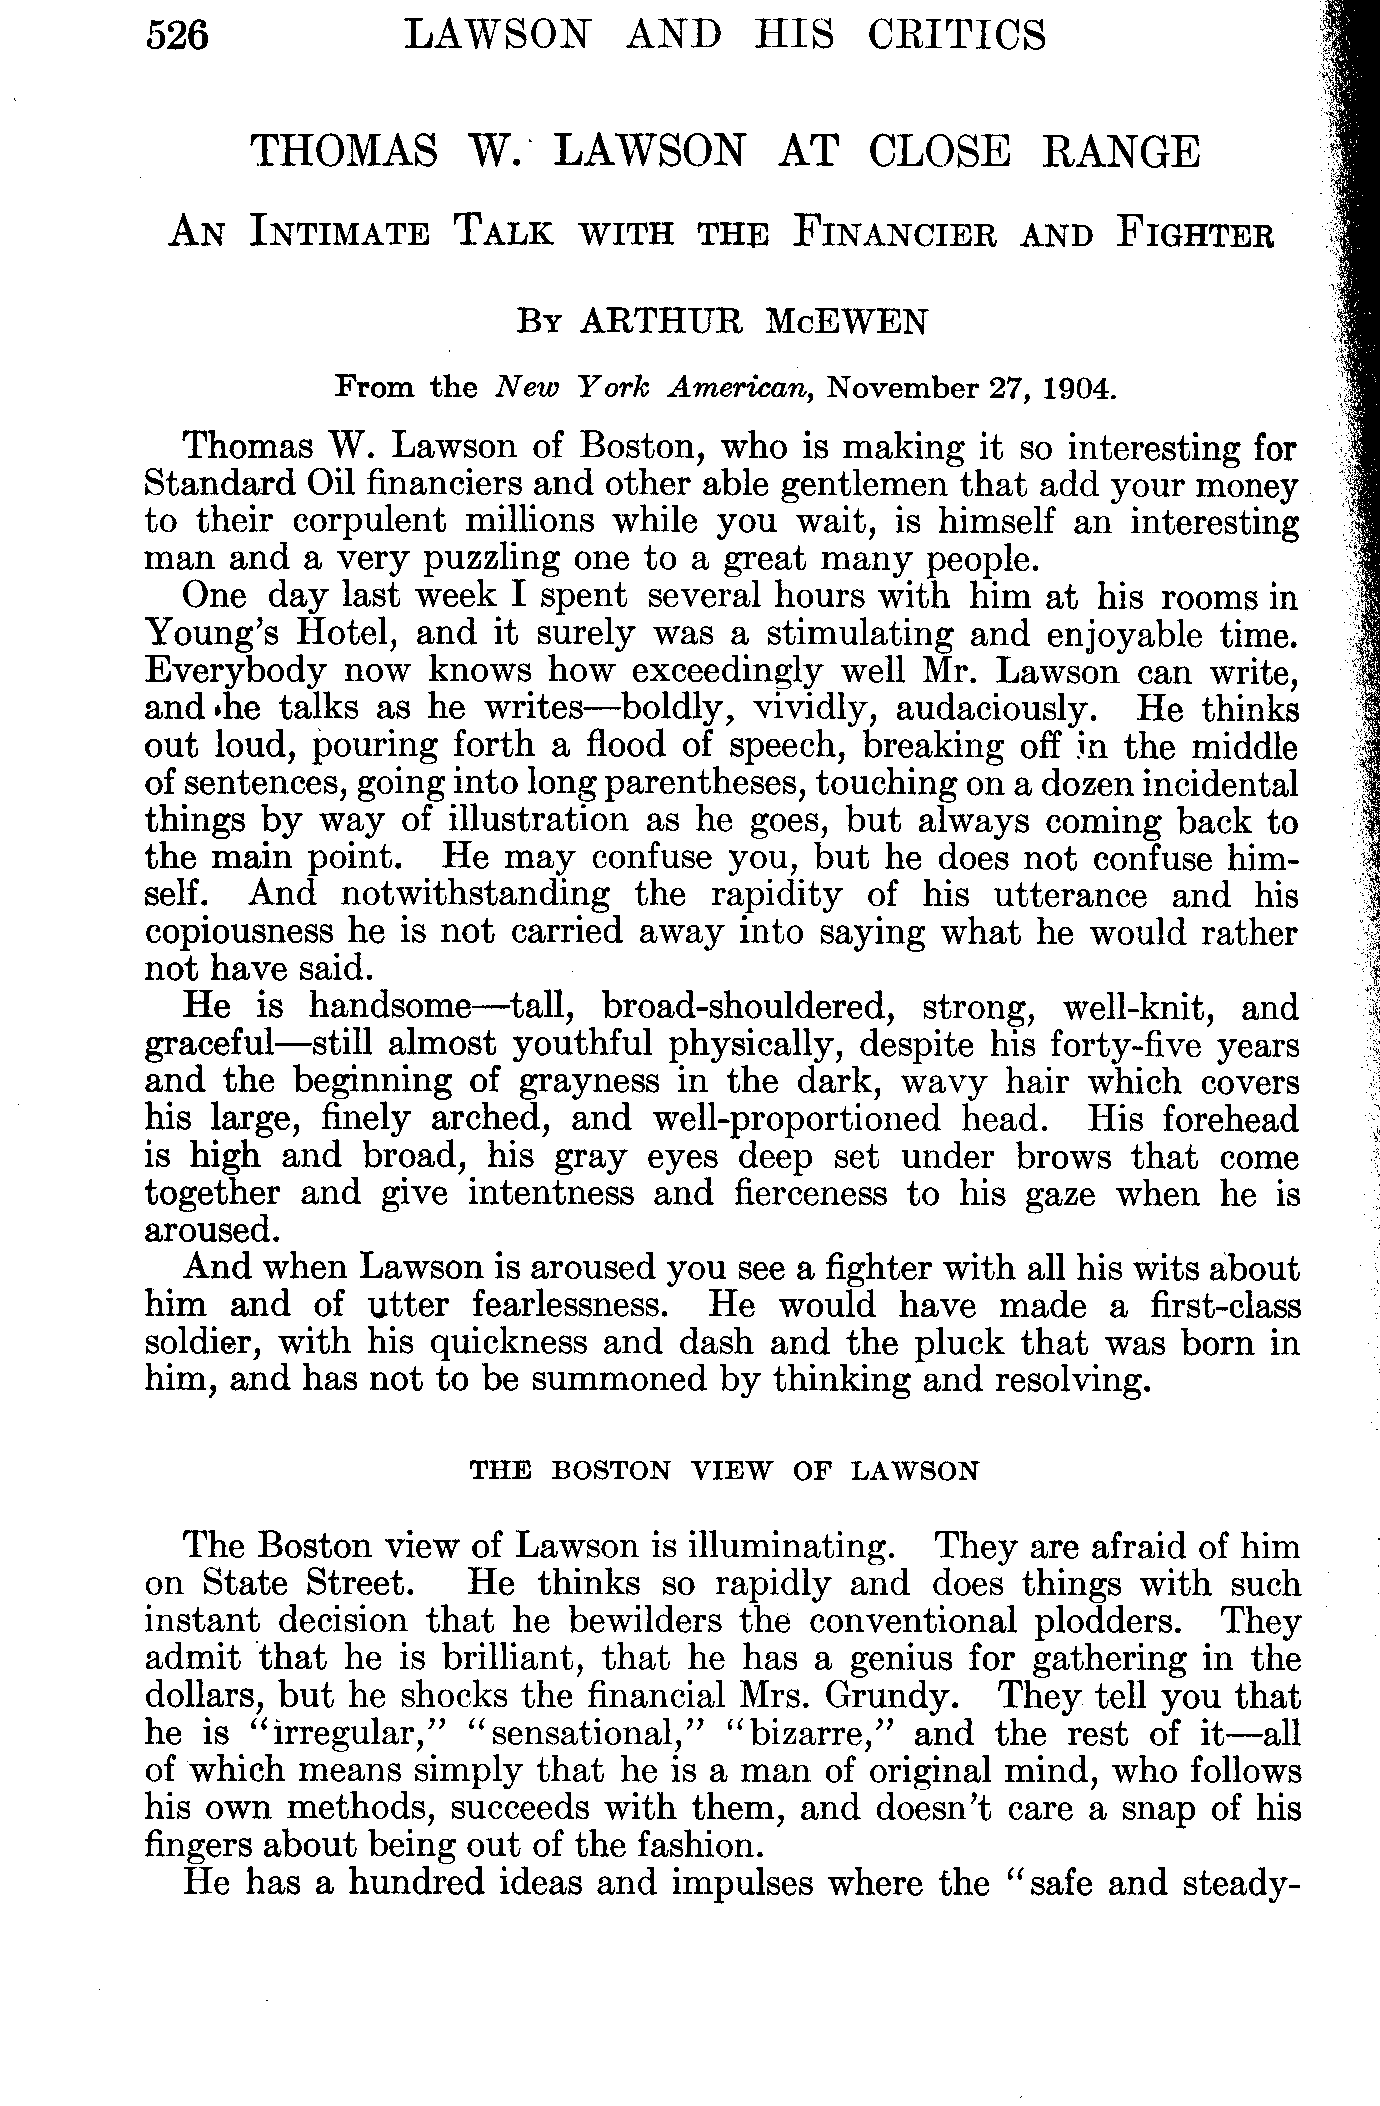 526 LAWSON AND HIS CRITICS
THOMAS W. LAWSON AT CLOSE RANGE
AN INTIMATE TALK WITH THE FINANCIER AND FIGHTER
BY ARTHUR McEWEN
From the New York American, November 27, 1904.
Thomas W. Lawson of Boston, who is making it so interesting for
Standard Oil financiers and other able gentlemen that add your money
to their corpulent millions while you wait, is himself an interesting
man and a very puzzling one to a great many people.
One day last week I spent several hours with him at his rooms in
Young's Hotel, and it surely was a stimulating and enjoyable time.
Everybody now knows how exceedingly well Mr. Lawson can write,
and he talks as he writes—boldly, vividly, audaciously. He thinks
out loud, pouring forth a flood of speech, breaking off in the middle
of sentences, going into long parentheses, touching on a dozen incidental
things by way of illustration as he goes, but always coming back to
the main point. He may confuse you, but he does not confuse him-
self. And notwithstanding the rapidity of his utterance and his
copiousness he is not carried away into saying what he would rather
not have said.
He is handsome—tall, broad-shouldered, strong, well-knit, and
graceful—still almost youthful physically, despite his forty-five years
and the beginning of grayness in the dark, wavy hair which covers
his large, finely arched, and well-proportioned head. His forehead
is high and broad, his gray eyes deep set under brows that come
together and give intentness and fierceness to his gaze when he is
aroused.
And when Lawson is aroused you see a fighter with all his wits about
him and of utter fearlessness. He would have made a first-class
soldier, with his quickness and dash and the pluck that was born in
him, and has not to be summoned by thinking and resolving.
THE BOSTON VIEW OF LAWSON
The Boston view of Lawson is illuminating. They are afraid of him
on State Street. He thinks so rapidly and does things with such
instant decision that he bewilders the conventional plodders. They
admit that he is brilliant, that he has a genius for gathering in the
dollars, but he shocks the financial Mrs. Grundy. They tell you that
he is "irregular," "sensational," "bizarre," and the rest of it—all
of which means simply that he is a man of original mind, who follows
his own methods, succeeds with them, and doesn't care a snap of his
fingers about being out of the fashion.
He has a hundred ideas and impulses where the "safe and steady-